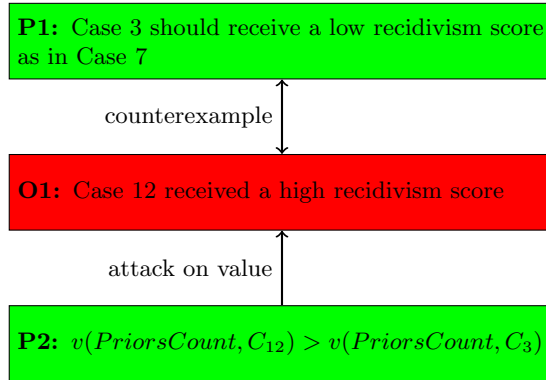 P1: Case 3 should receive a low recidivism score
as in Case 7
counterexample
O1: Case 12 received a high recidivism score
attack on value
P2: v(PriorsCount, C₁₂) > v(PriorsCount, C₃)